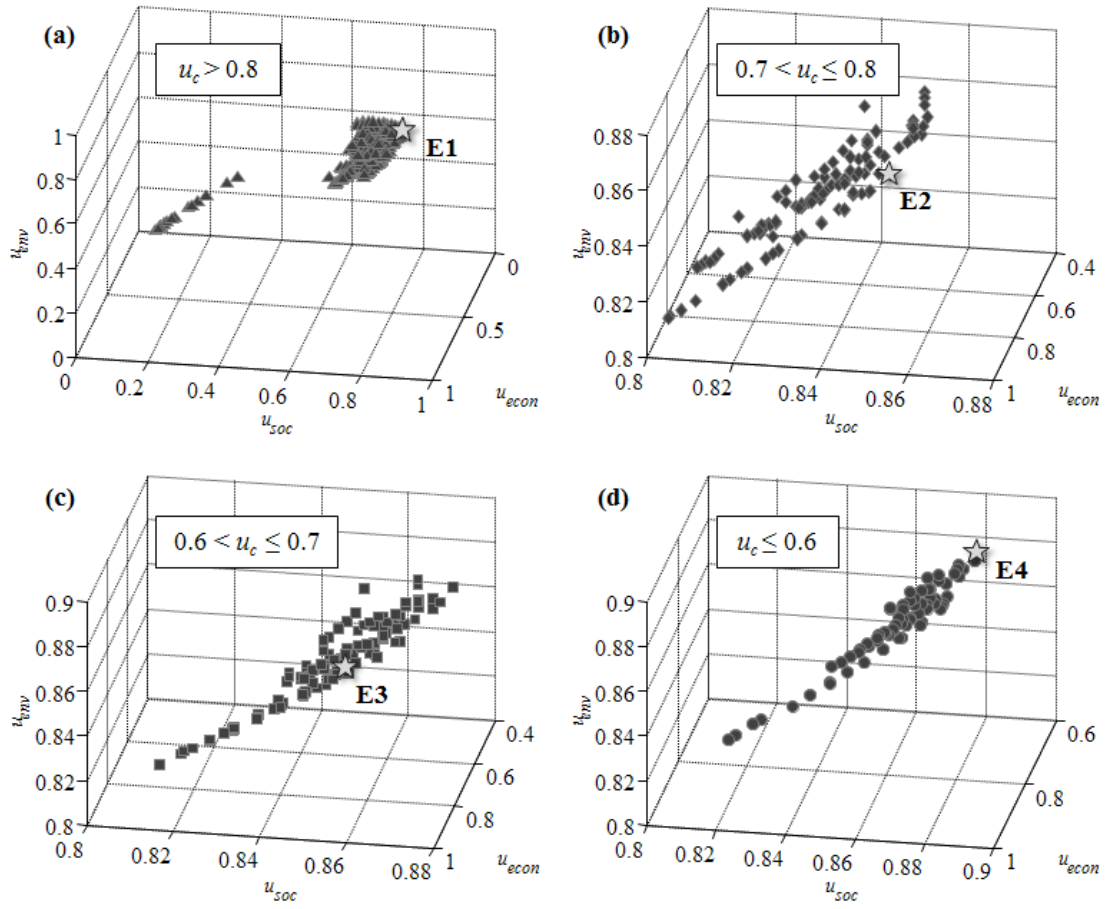 (a)
u_c > 0.8
E1
u_env
1
0.8
0.6
0.4
0.2
0
0
0.2
0.4
0.6
0.8
1
u_soc
0
0.5
1
u_econ
(b)
0.7 < u_c ≤ 0.8
E2
u_env
0.88
0.86
0.84
0.82
0.8
0.8
0.82
0.84
0.86
0.88
u_soc
0.4
0.6
0.8
1
u_econ
(c)
0.6 < u_c ≤ 0.7
E3
u_env
0.9
0.88
0.86
0.84
0.82
0.8
0.8
0.82
0.84
0.86
0.88
u_soc
0.4
0.6
0.8
1
u_econ
(d)
u_c ≤ 0.6
E4
u_env
0.9
0.88
0.86
0.84
0.82
0.8
0.8
0.82
0.84
0.86
0.88
0.9
u_soc
0.6
0.8
1
u_econ